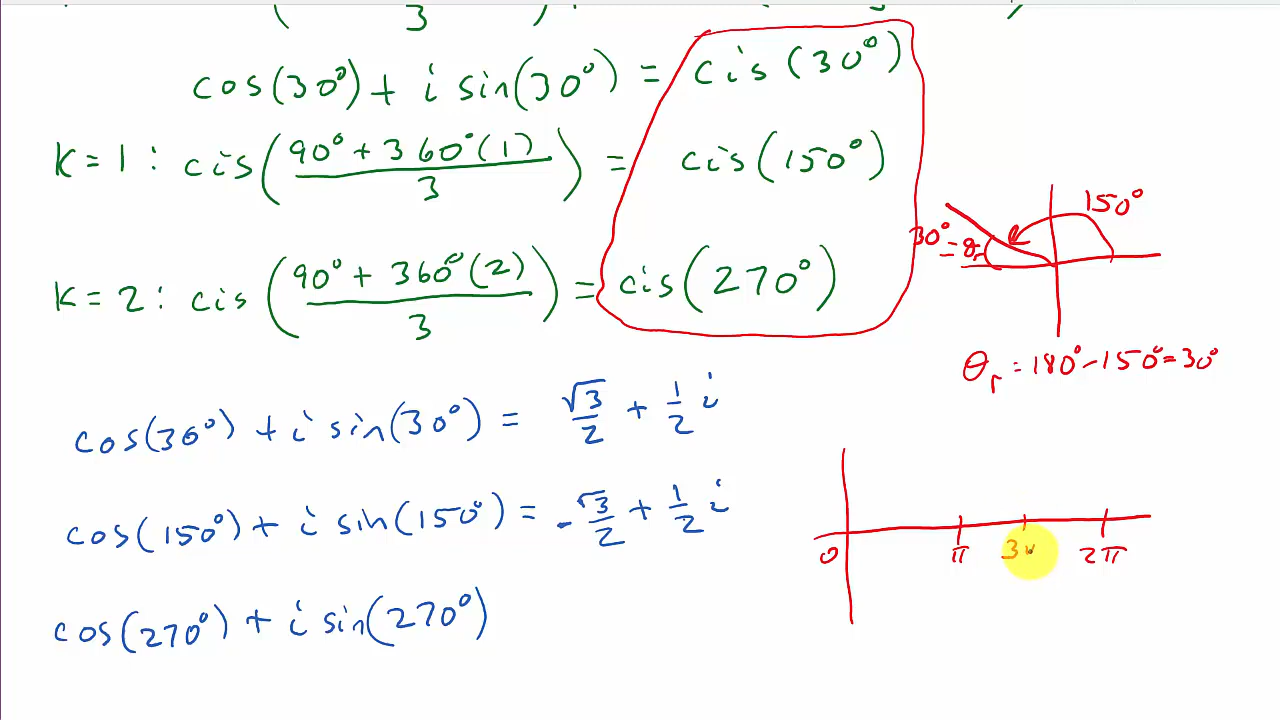 3
cos(30°) + i sin(30°) = cis(30°)
K = 1 : cis((90° + 360°(1))/3) = cis(150°)
K = 2 : cis((90° + 360°(2))/3) = cis(270°)
150°
30° = θr
θr = 180° - 150° = 30°
cos(30°) + i sin(30°) = √3/2 + 1/2 i
cos(150°) + i sin(150°) = -√3/2 + 1/2 i
0 π 3 2π
cos(270°) + i sin(270°)